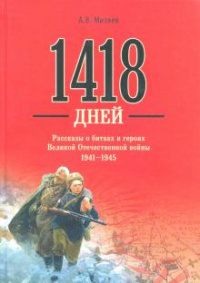 А.В. Митяев
1418
ДНЕЙ
Рассказы о битвах и героях
Великой Отечественной войны
1941—1945